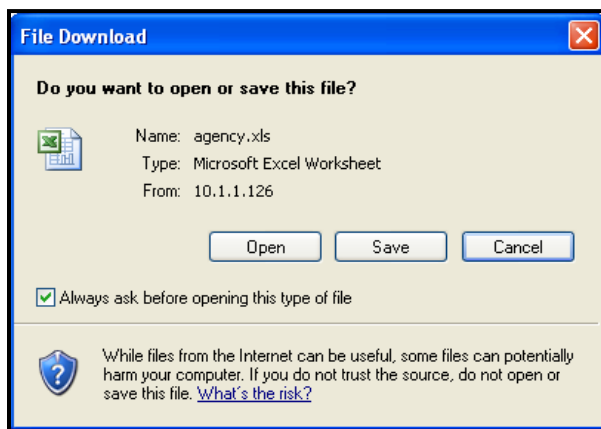 File Download
Do you want to open or save this file?
Name: agency.xls
Type: Microsoft Excel Worksheet
From: 10.1.1.126
Open Save Cancel
Always ask before opening this type of file
While files from the Internet can be useful, some files can potentially
harm your computer. If you do not trust the source, do not open or
save this file. What's the risk?